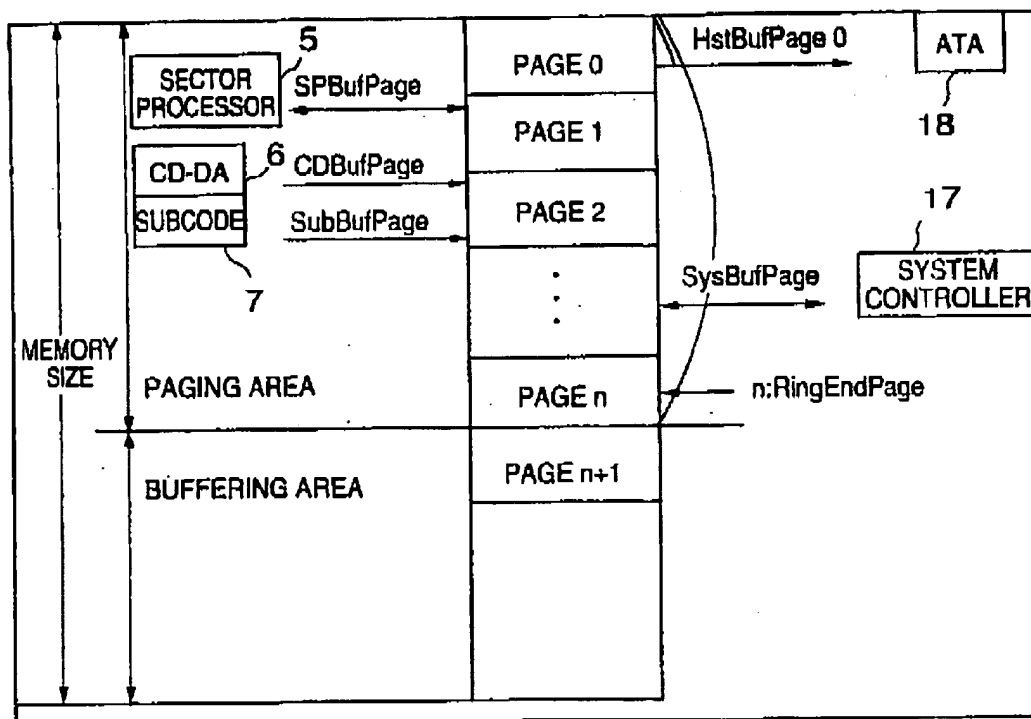 5
SECTOR
PROCESSOR
SPBufPage
PAGE 0
HstBufPage 0
ATA
18
PAGE 1
6
CD-DA
CDBufPage
SUBCODE
SubBufPage
7
PAGE 2
17
SysBufPage
SYSTEM
CONTROLLER
MEMORY
SIZE
PAGING AREA
PAGE n
n:RingEndPage
BUFFERING AREA
PAGE n+1